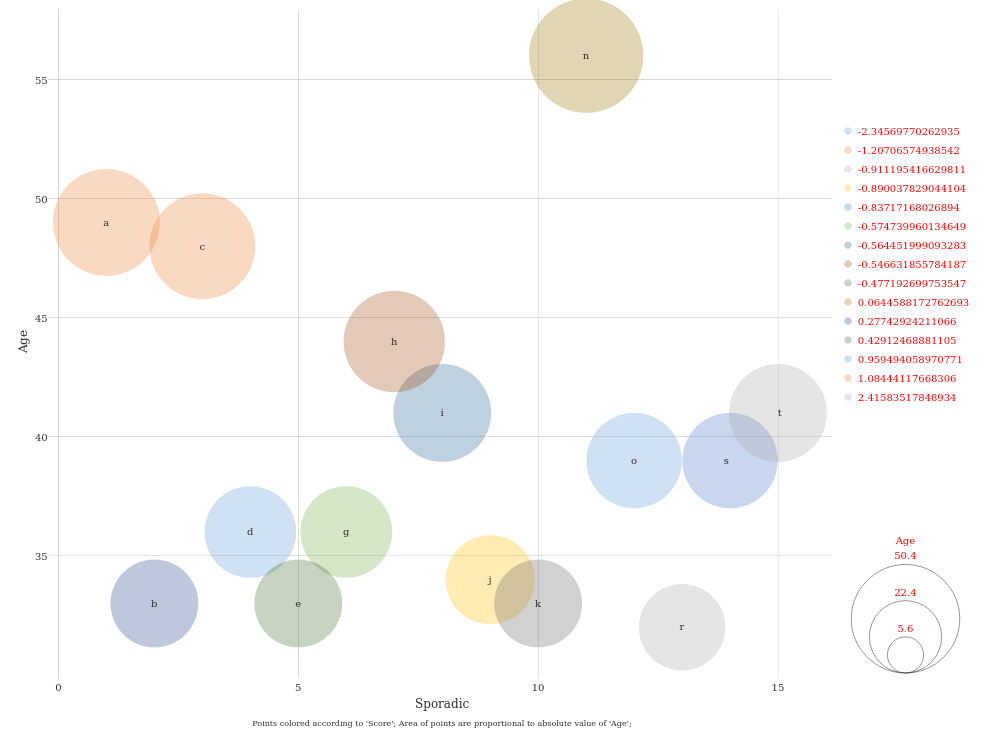 n
55
-2.34569770262935
-1.20706574938542
-0.911195416629811
-0.890037829044104
-0.83717168026894
-0.574739960134649
-0.564451999093283
-0.546631855784187
-0.477192699753547
0.0644588172762693
0.27742924211066
0.42912468881105
0.959494058970771
1.08444117668306
2.41583517848934
50
a
c
45
Age
h
i
t
40
o
s
d
g
35
j
b
e
k
r
Age
50.4
22.4
5.6
0
5
10
15
Sporadic
Points colored according to 'Score'; Area of points are proportional to absolute value of 'Age';